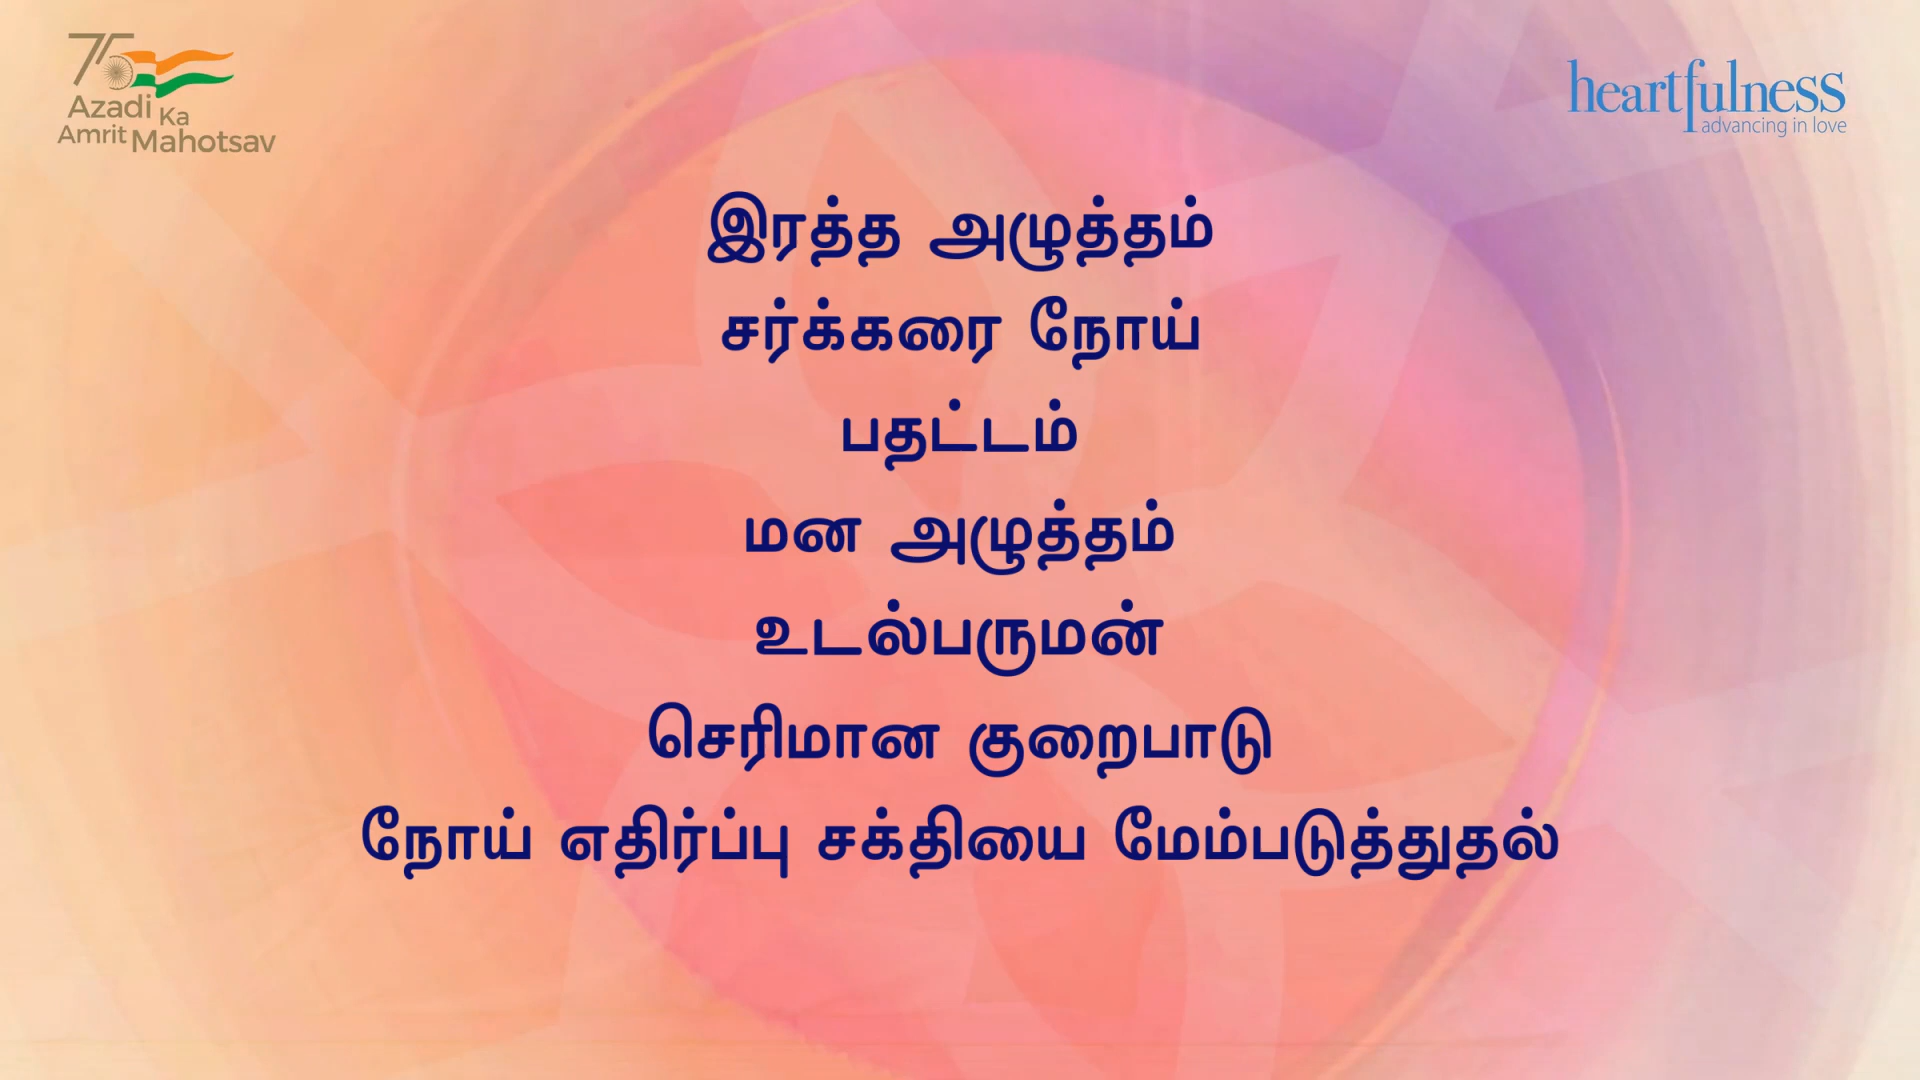 75
Azadi Ka
Amrit Mahotsav
heartfulness
advancing in love
இரத்த அழுத்தம்
சர்க்கரை நோய்
பதட்டம்
மன அழுத்தம்
உடல்பருமன்
செரிமான குறைபாடு
நோய் எதிர்ப்பு சக்தியை மேம்படுத்துதல்